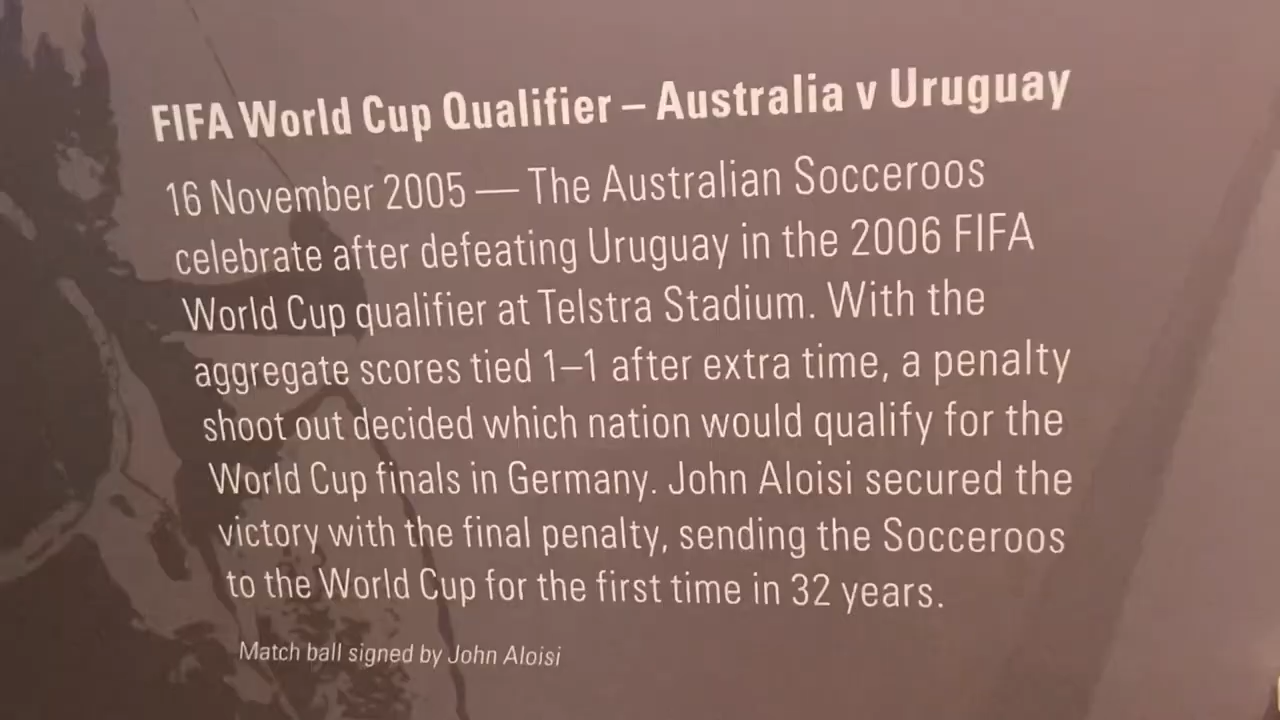 FIFA World Cup Qualifier – Australia v Uruguay
16 November 2005 — The Australian Socceroos
celebrate after defeating Uruguay in the 2006 FIFA
World Cup qualifier at Telstra Stadium. With the
aggregate scores tied 1–1 after extra time, a penalty
shoot out decided which nation would qualify for the
World Cup finals in Germany. John Aloisi secured the
victory with the final penalty, sending the Socceroos
to the World Cup for the first time in 32 years.
Match ball signed by John Aloisi